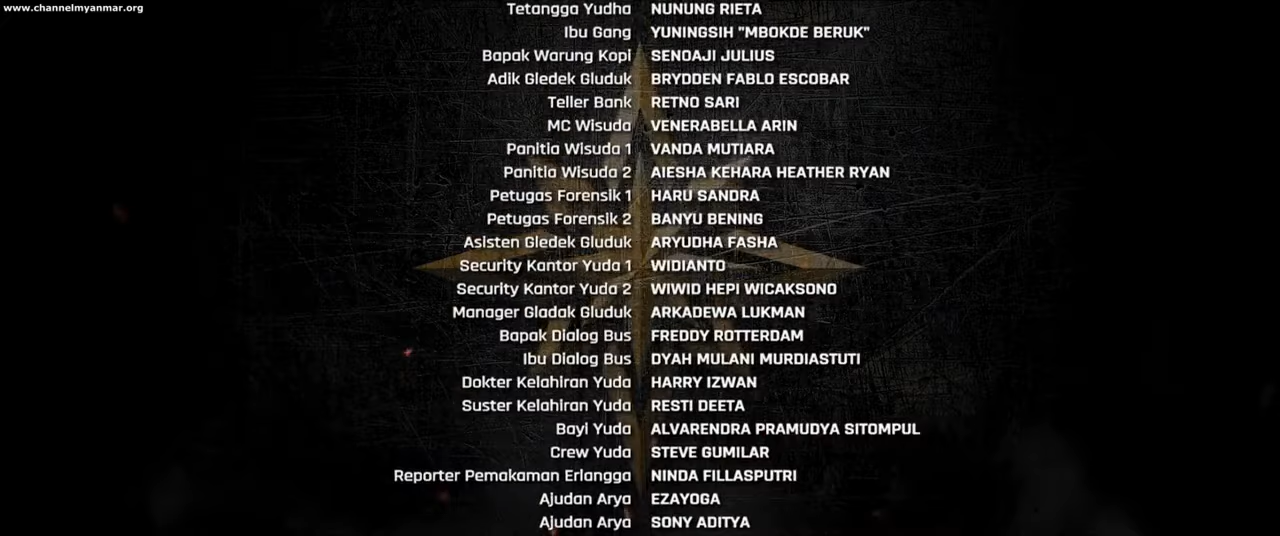 www.channelmyanmar.org
Tetangga Yudha NUNUNG RIETA
Ibu Gang YUNINGSIH "MBOKDE BERUK"
Bapak Warung Kopi SENOAJI JULIUS
Adik Gledek Gluduk BRYDDEN FABLO ESCOBAR
Teller Bank RETNO SARI
MC Wisuda VENERABELLA ARIN
Panitia Wisuda 1 VANDA MUTIARA
Panitia Wisuda 2 AIESHA KEHARA HEATHER RYAN
Petugas Forensik 1 HARU SANDRA
Petugas Forensik 2 BANYU BENING
Asisten Gledek Gluduk ARYUDHA FASHA
Security Kantor Yuda 1 WIDIANTO
Security Kantor Yuda 2 WIWID HEPI WICAKSONO
Manager Gladak Gluduk ARKADEWA LUKMAN
Bapak Dialog Bus FREDDY ROTTERDAM
Ibu Dialog Bus DYAH MULANI MURDIASTUTI
Dokter Kelahiran Yuda HARRY IZWAN
Suster Kelahiran Yuda RESTI DEETA
Bayi Yuda ALVARENDRA PRAMUDYA SITOMPUL
Crew Yuda STEVE GUMILAR
Reporter Pemakaman Erlangga NINDA FILLASPUTRI
Ajudan Arya EZAYOGA
Ajudan Arya SONY ADITYA